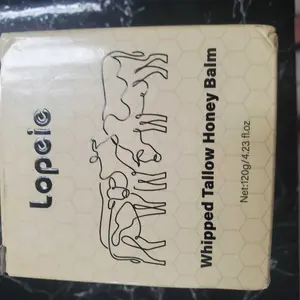 Lopeie
Whipped Tallow Honey Balm
Net:120g/4.23 fl.oz